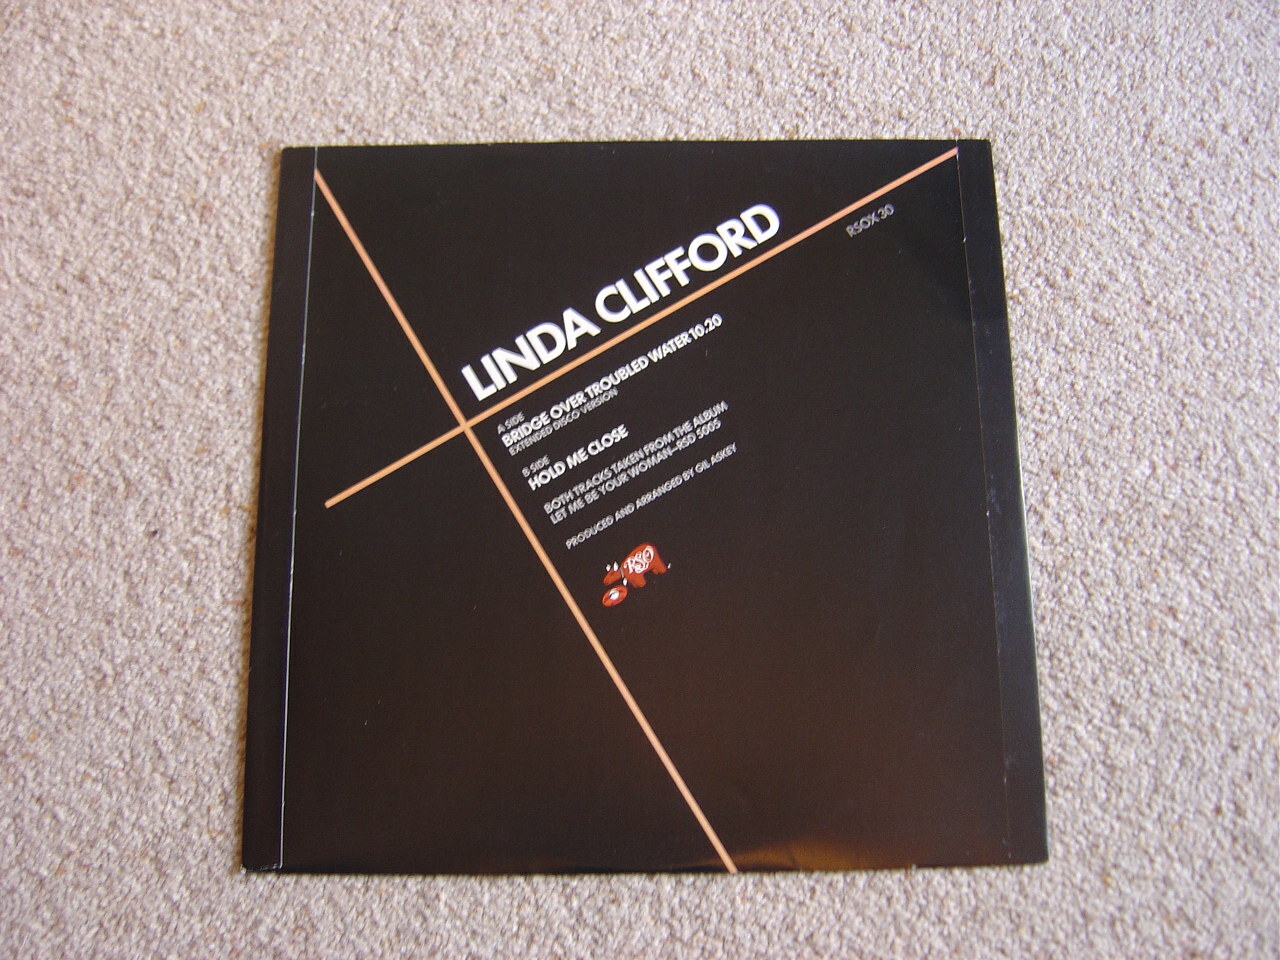 LINDA CLIFFORD
RSOX 30
A SIDE
BRIDGE OVER TROUBLED WATER 10.20
EXTENDED DISCO VERSION
B SIDE
HOLD ME CLOSE
BOTH TRACKS TAKEN FROM THE ALBUM
LET ME BE YOUR WOMAN—RSD 5005
PRODUCED AND ARRANGED BY GIL ASKEY
RSO